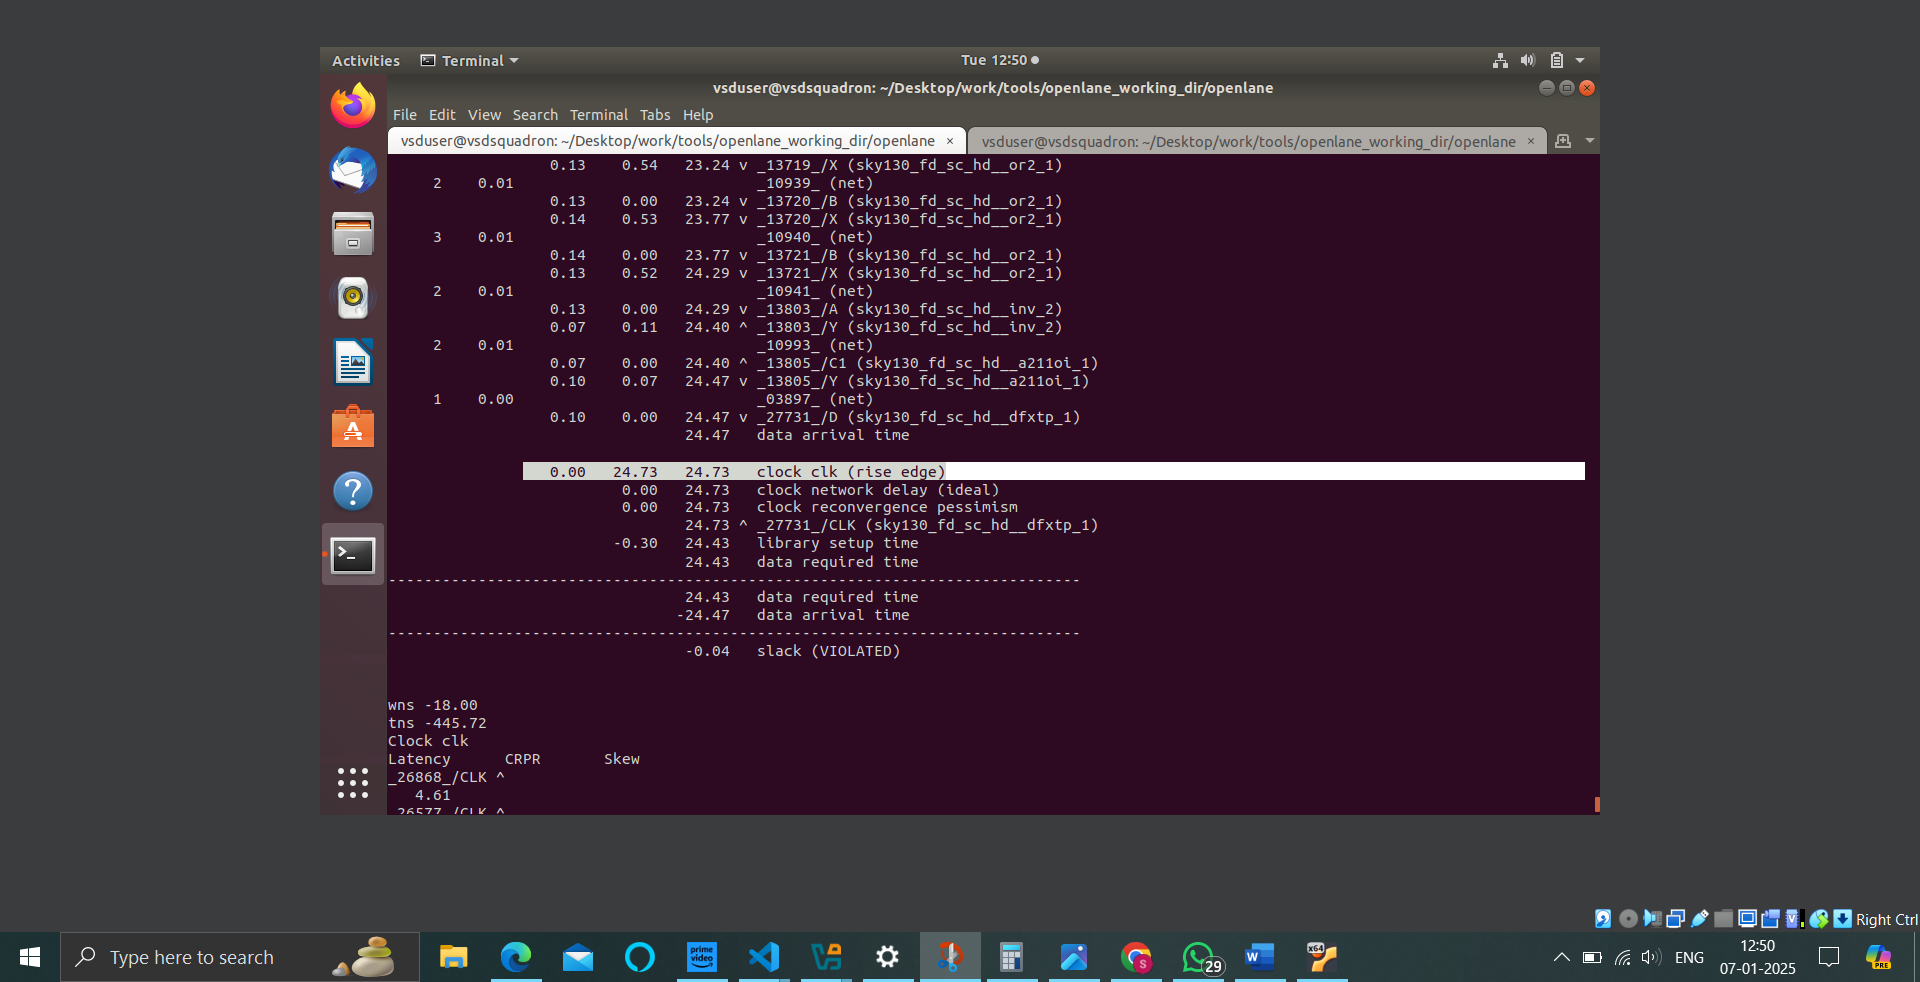 Activities Terminal Tue 12:50
vsduser@vsdsquadron: ~/Desktop/work/tools/openlane_working_dir/openlane
File Edit View Search Terminal Tabs Help
vsduser@vsdsquadron: ~/Desktop/work/tools/openlane_working_dir/openlane × vsduser@vsdsquadron: ~/Desktop/work/tools/openlane_working_dir/openlane ×
0.13 0.54 23.24 v _13719_/X (sky130_fd_sc_hd__or2_1)
2 0.01 _10939_ (net)
0.13 0.00 23.24 v _13720_/B (sky130_fd_sc_hd__or2_1)
0.14 0.53 23.77 v _13720_/X (sky130_fd_sc_hd__or2_1)
3 0.01 _10940_ (net)
0.14 0.00 23.77 v _13721_/B (sky130_fd_sc_hd__or2_1)
0.13 0.52 24.29 v _13721_/X (sky130_fd_sc_hd__or2_1)
2 0.01 _10941_ (net)
0.13 0.00 24.29 v _13803_/A (sky130_fd_sc_hd__inv_2)
0.07 0.11 24.40 ^ _13803_/Y (sky130_fd_sc_hd__inv_2)
2 0.01 _10993_ (net)
0.07 0.00 24.40 ^ _13805_/C1 (sky130_fd_sc_hd__a211oi_1)
0.10 0.07 24.47 v _13805_/Y (sky130_fd_sc_hd__a211oi_1)
1 0.00 _03897_ (net)
0.10 0.00 24.47 v _27731_/D (sky130_fd_sc_hd__dfxtp_1)
24.47 data arrival time
0.00 24.73 24.73 clock clk (rise edge)
0.00 24.73 clock network delay (ideal)
0.00 24.73 clock reconvergence pessimism
24.73 ^ _27731_/CLK (sky130_fd_sc_hd__dfxtp_1)
-0.30 24.43 library setup time
24.43 data required time
-----------------------------------------------------------------------------
24.43 data required time
-24.47 data arrival time
-----------------------------------------------------------------------------
-0.04 slack (VIOLATED)
wns -18.00
tns -445.72
Clock clk
Latency CRPR Skew
_26868_/CLK ^
4.61
_26577_/CLK ^
Right Ctrl
Type here to search
prime video
29
W
x64
ENG
12:50
07-01-2025
PRE